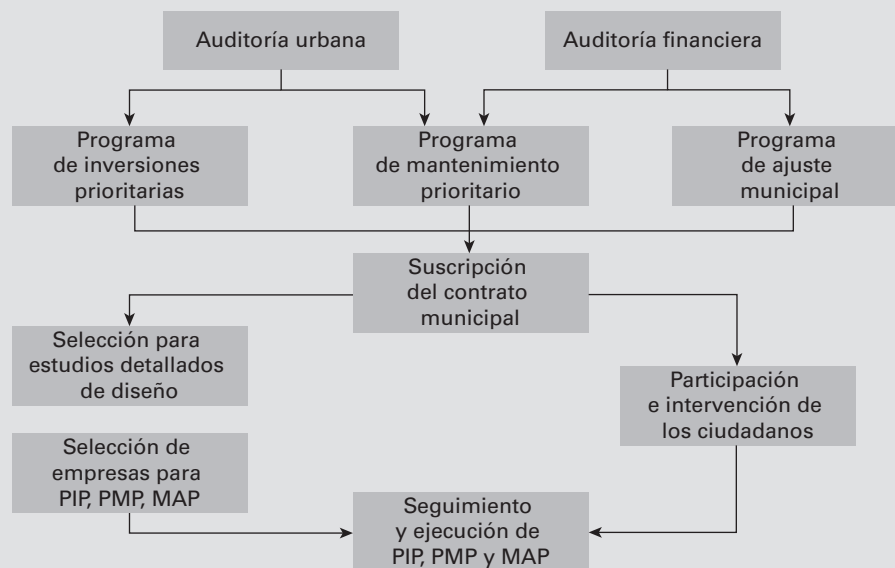 Auditoría urbana
Auditoría financiera
Programa
de inversiones
prioritarias
Programa
de mantenimiento
prioritario
Programa
de ajuste
municipal
Suscripción
del contrato
municipal
Selección para
estudios detallados
de diseño
Participación
e intervención de
los ciudadanos
Selección de
empresas para
PIP, PMP, MAP
Seguimiento
y ejecución de
PIP, PMP y MAP